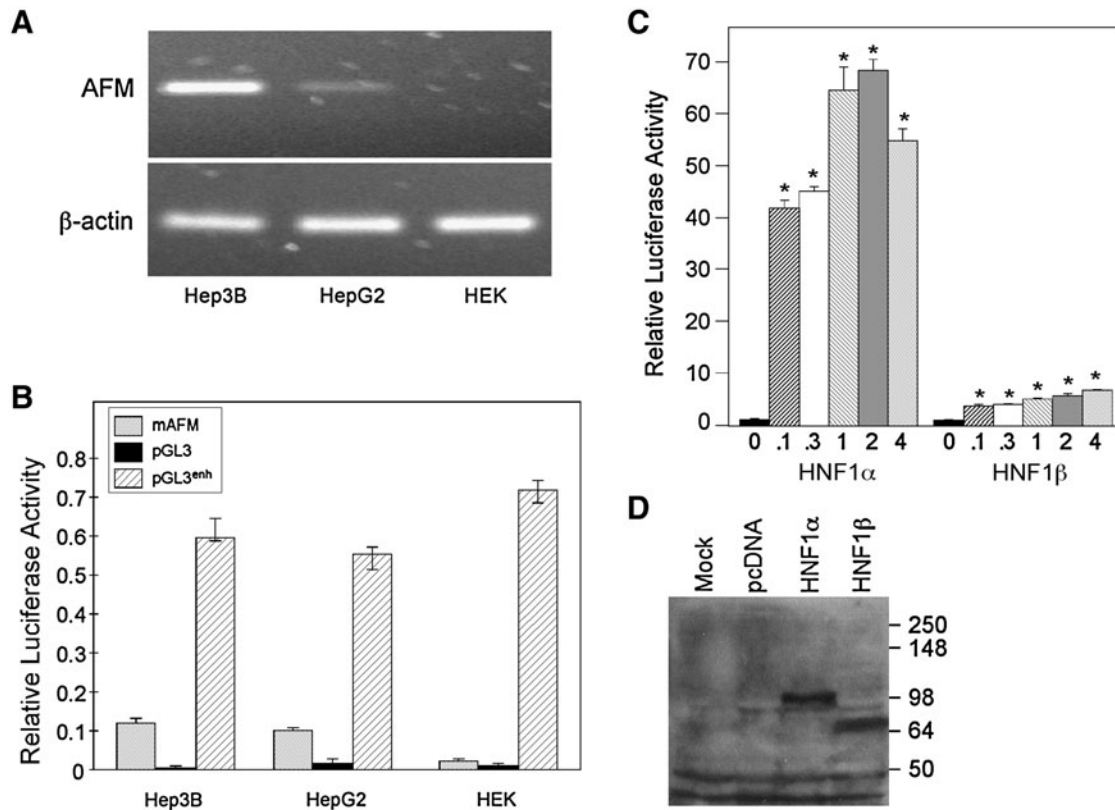 A
AFM
β-actin
Hep3B HepG2 HEK
B
mAFM
pGL3
pGL3enh
Relative Luciferase Activity
0.8
0.7
0.6
0.5
0.4
0.3
0.2
0.1
0
Hep3B HepG2 HEK
C
Relative Luciferase Activity
70
60
50
40
30
20
10
0
* * * * * * * * * *
0 .1 .3 1 2 4 0 .1 .3 1 2 4
HNF1α HNF1β
D
Mock pcDNA HNF1α HNF1β
250
148
98
64
50